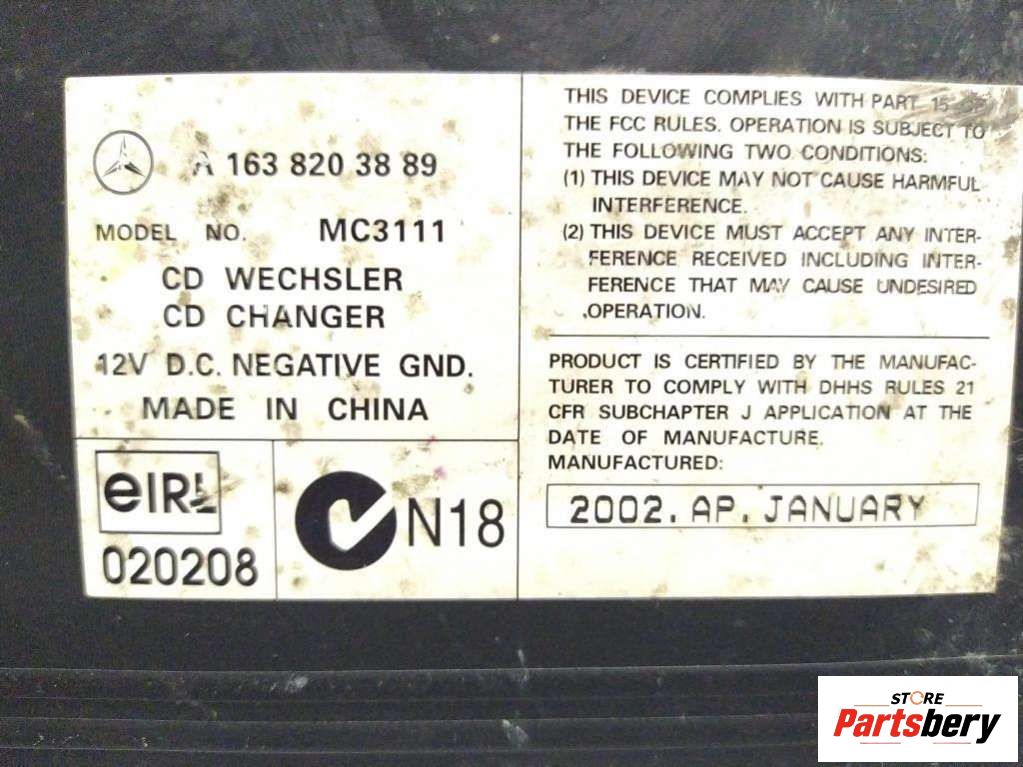 A 163 820 38 89
MODEL NO. MC3111
CD WECHSLER
CD CHANGER
12V D.C. NEGATIVE GND.
MADE IN CHINA
eIRL
020208
N18
THIS DEVICE COMPLIES WITH PART 15 OF
THE FCC RULES. OPERATION IS SUBJECT TO
THE FOLLOWING TWO CONDITIONS:
(1) THIS DEVICE MAY NOT CAUSE HARMFUL
INTERFERENCE.
(2) THIS DEVICE MUST ACCEPT ANY INTER-
FERENCE RECEIVED INCLUDING INTER-
FERENCE THAT MAY CAUSE UNDESIRED
OPERATION.
PRODUCT IS CERTIFIED BY THE MANUFAC-
TURER TO COMPLY WITH DHHS RULES 21
CFR SUBCHAPTER J APPLICATION AT THE
DATE OF MANUFACTURE.
MANUFACTURED:
2002. AP. JANUARY
STORE
Partsbery